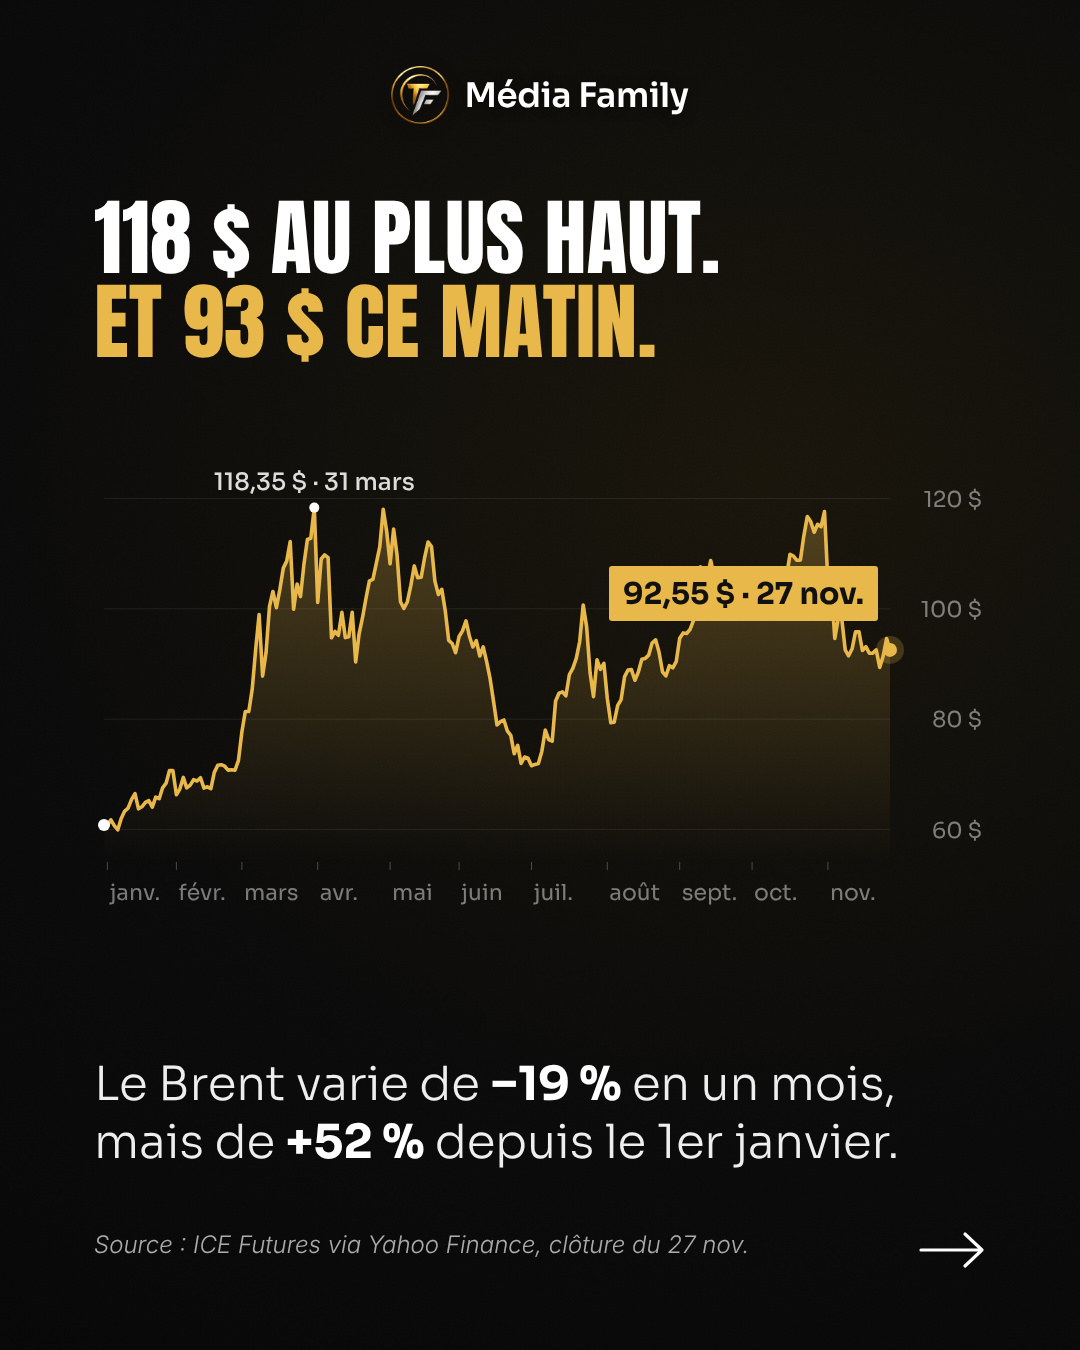 TF Média Family
118 $ AU PLUS HAUT.
ET 93 $ CE MATIN.
118,35 $ · 31 mars
120 $
92,55 $ · 27 nov.
100 $
80 $
60 $
janv. févr. mars avr. mai juin juil. août sept. oct. nov.
Le Brent varie de −19 % en un mois,
mais de +52 % depuis le 1er janvier.
Source : ICE Futures via Yahoo Finance, clôture du 27 nov.